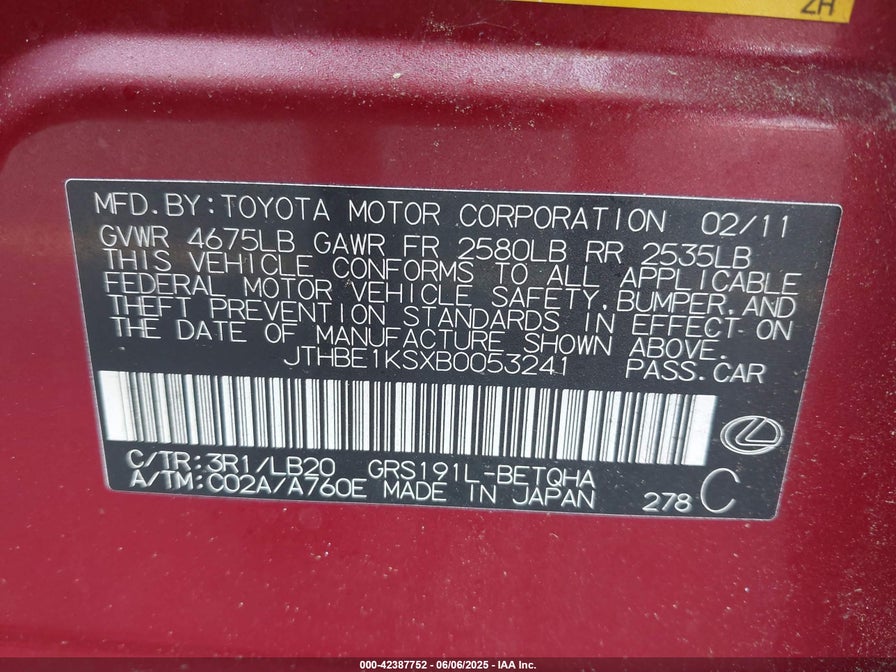 2H
MFD. BY: TOYOTA MOTOR CORPORATION 02/11
GVWR 4675LB GAWR FR 2580LB RR 2535LB
THIS VEHICLE CONFORMS TO ALL APPLICABLE
FEDERAL MOTOR VEHICLE SAFETY, BUMPER, AND
THEFT PREVENTION STANDARDS IN EFFECT ON
THE DATE OF MANUFACTURE SHOWN ABOVE.
JTHBE1KSXB0053241 PASS. CAR
C/TR: 3R1/LB20 GRS191L-BETQHA
A/TM: C02A/A760E MADE IN JAPAN 278 C
000-42387752 - 06/06/2025 - IAA Inc.